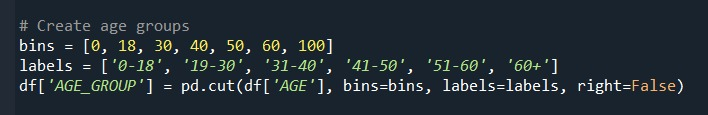 # Create age groups
bins = [0, 18, 30, 40, 50, 60, 100]
labels = ['0-18', '19-30', '31-40', '41-50', '51-60', '60+']
df['AGE_GROUP'] = pd.cut(df['AGE'], bins=bins, labels=labels, right=False)